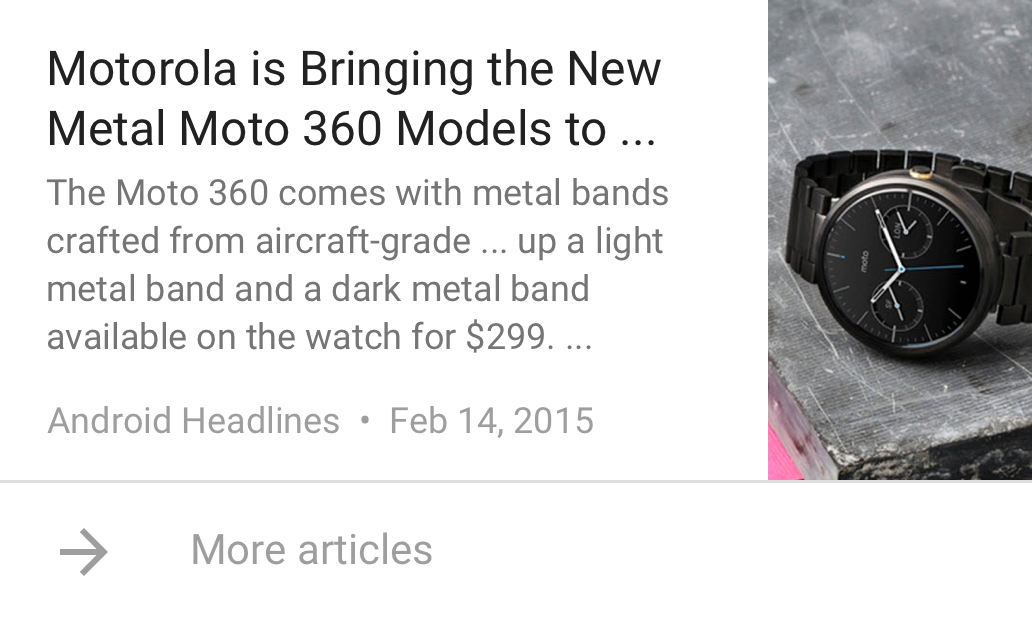 Motorola is Bringing the New
Metal Moto 360 Models to ...
The Moto 360 comes with metal bands
crafted from aircraft-grade ... up a light
metal band and a dark metal band
available on the watch for $299. ...
Android Headlines • Feb 14, 2015
moto
More articles